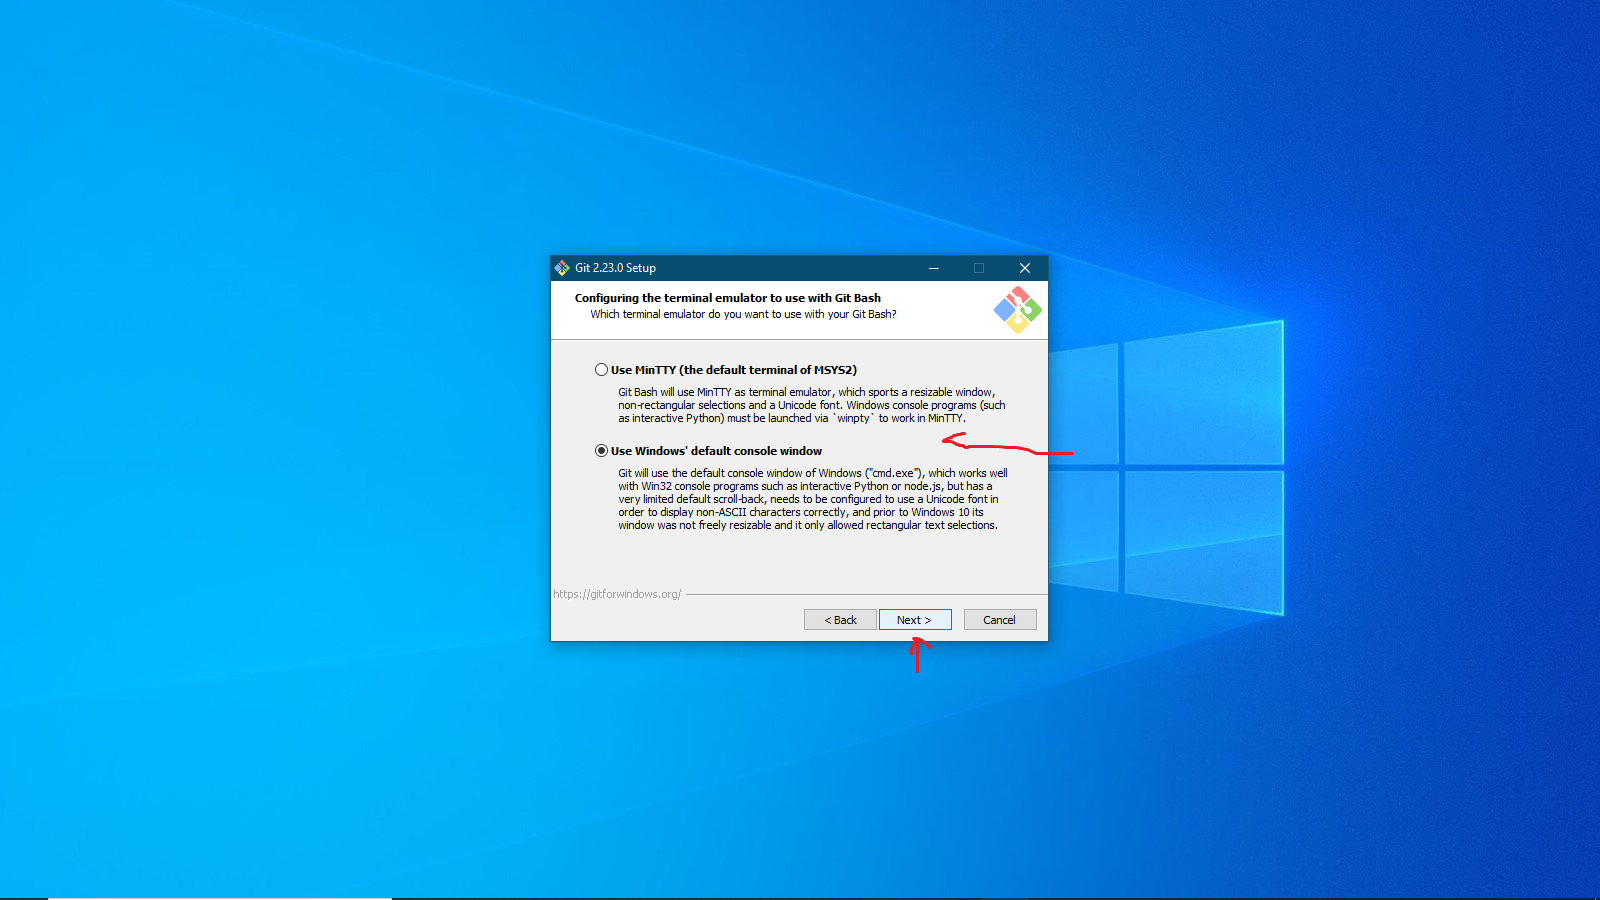 Git 2.23.0 Setup
Configuring the terminal emulator to use with Git Bash
Which terminal emulator do you want to use with your Git Bash?
Use MinTTY (the default terminal of MSYS2)
Git Bash will use MinTTY as terminal emulator, which sports a resizable window,
non-rectangular selections and a Unicode font. Windows console programs (such
as interactive Python) must be launched via `winpty` to work in MinTTY.
Use Windows' default console window
Git will use the default console window of Windows ("cmd.exe"), which works well
with Win32 console programs such as interactive Python or node.js, but has a
very limited default scroll-back, needs to be configured to use a Unicode font in
order to display non-ASCII characters correctly, and prior to Windows 10 its
window was not freely resizable and it only allowed rectangular text selections.
https://gitforwindows.org/
< Back
Next >
Cancel